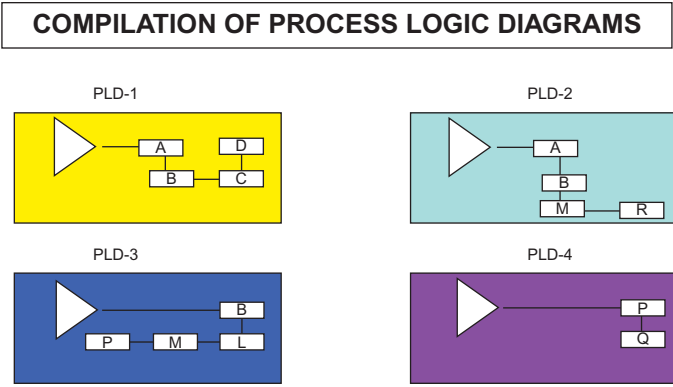 COMPILATION OF PROCESS LOGIC DIAGRAMS
PLD-1
A
D
B
C
PLD-2
A
B
M
R
PLD-3
B
P
M
L
PLD-4
P
Q